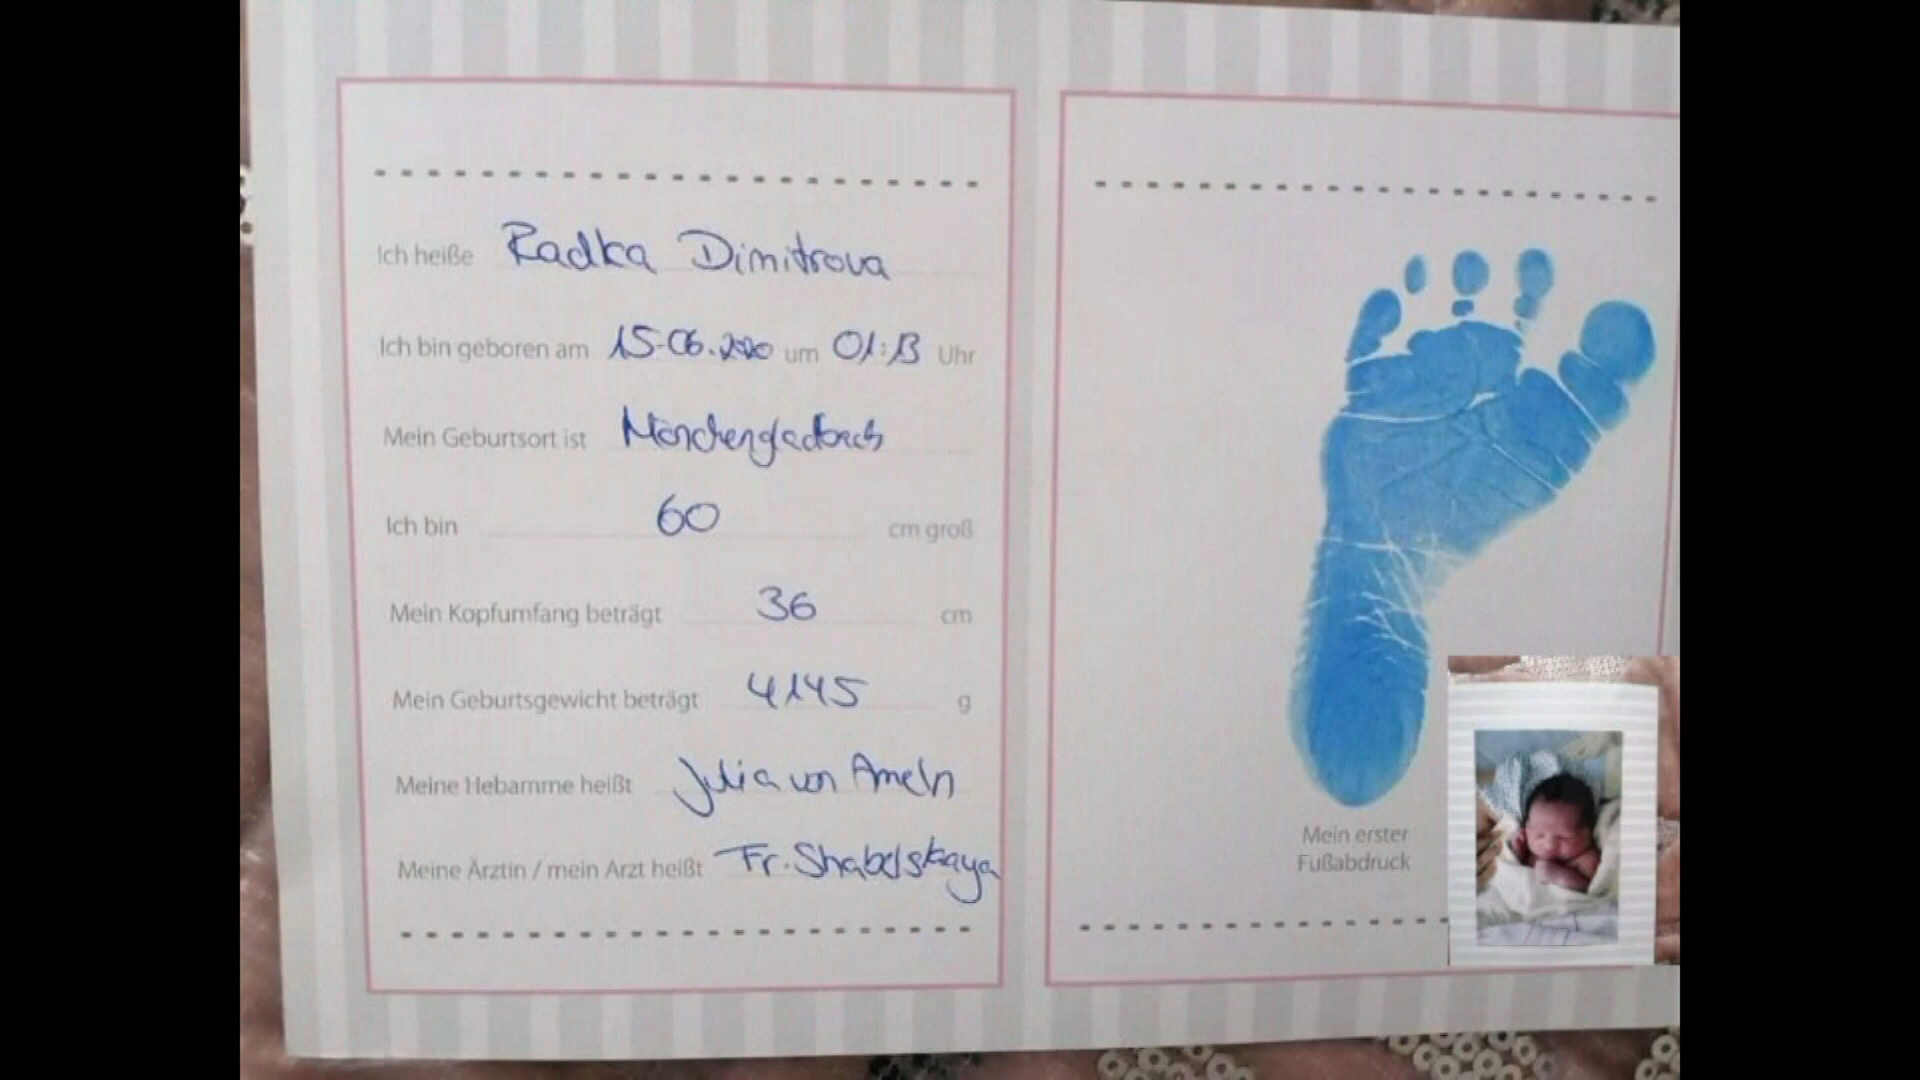 Ich heiße Radka Dimitrova
Ich bin geboren am 15.06.2020 um 01:13 Uhr
Mein Geburtsort ist Mönchengladbach
Ich bin 60 cm groß
Mein Kopfumfang beträgt 36 cm
Mein Geburtsgewicht beträgt 4145 g
Meine Hebamme heißt Julia von Ameln
Meine Ärztin / mein Arzt heißt Fr. Shabelskaya
Mein erster
Fußabdruck